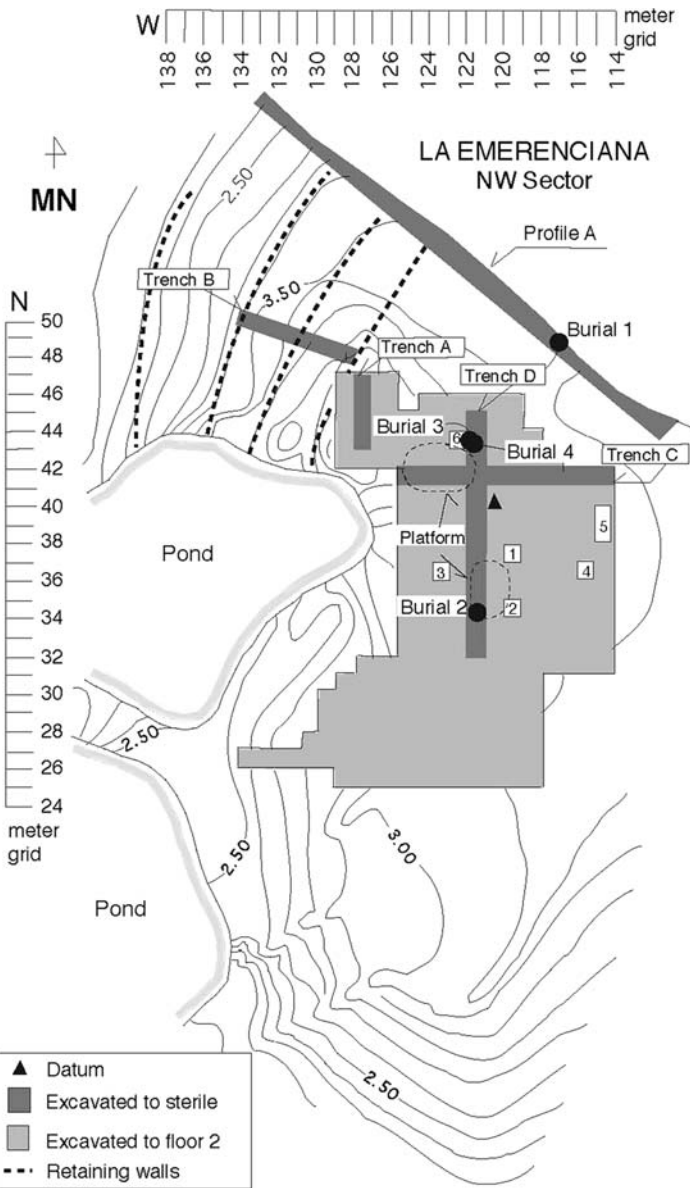 W
meter
grid
138
136
134
132
130
128
126
124
122
120
118
116
114
LA EMERENCIANA
NW Sector
MN
2.50
Profile A
Trench B
3.50
N
50
48
46
44
42
40
38
36
34
32
30
28
26
24
meter
grid
Burial 1
Trench A
Trench D
Burial 3
6
Burial 4
Trench C
Pond
Platform
5
1
3
4
Burial 2
2
2.50
2.50
3.00
Pond
2.50
Datum
Excavated to sterile
Excavated to floor 2
Retaining walls